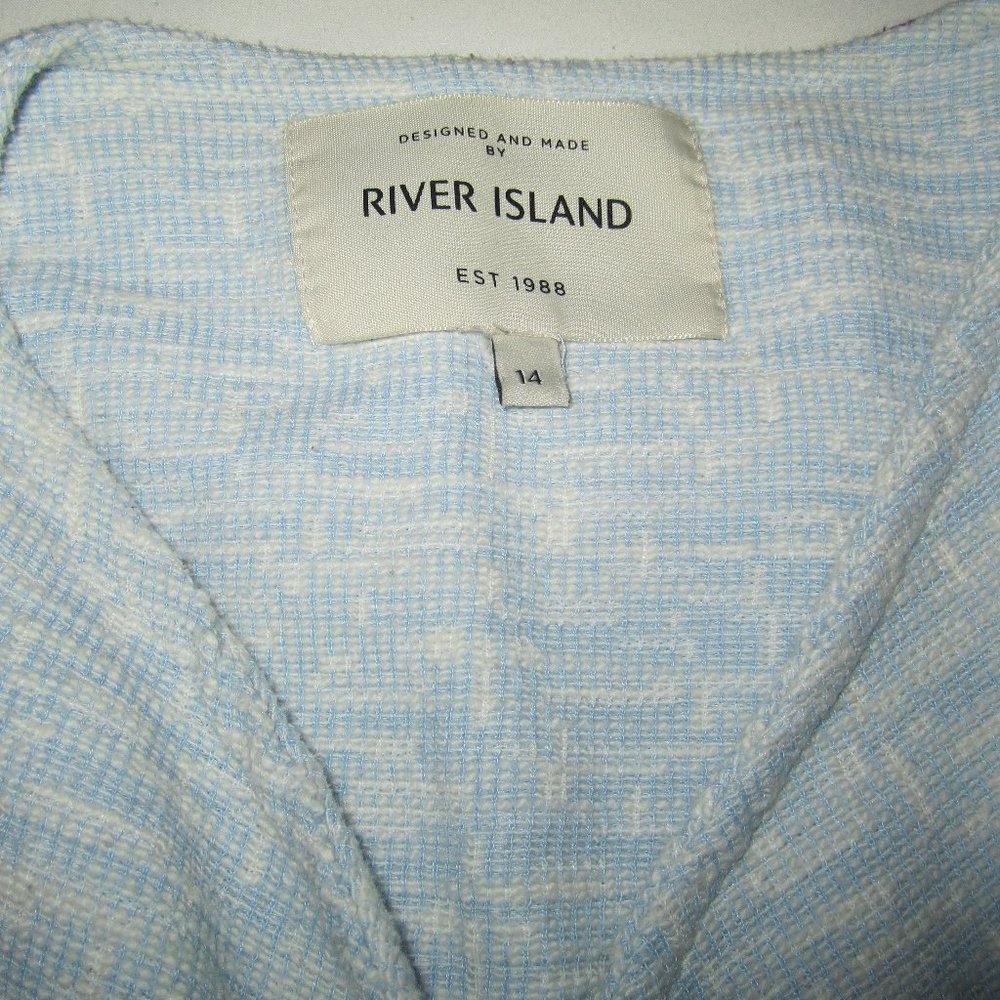 DESIGNED AND MADE
BY
RIVER ISLAND
EST 1988
14